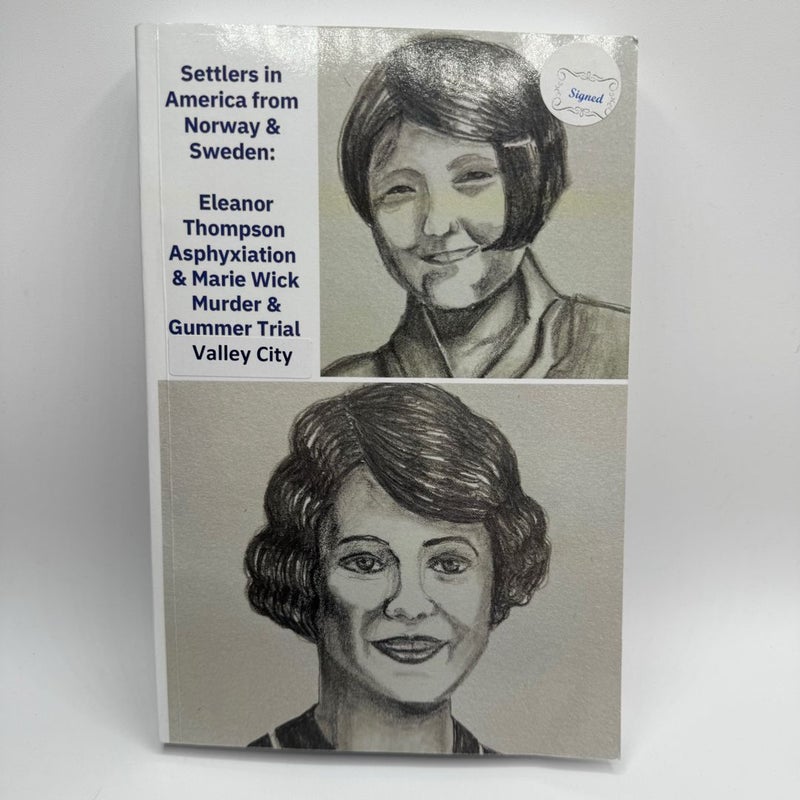 Settlers in
America from
Norway &
Sweden:
Eleanor
Thompson
Asphyxiation
& Marie Wick
Murder &
Gummer Trial
Valley City
Signed